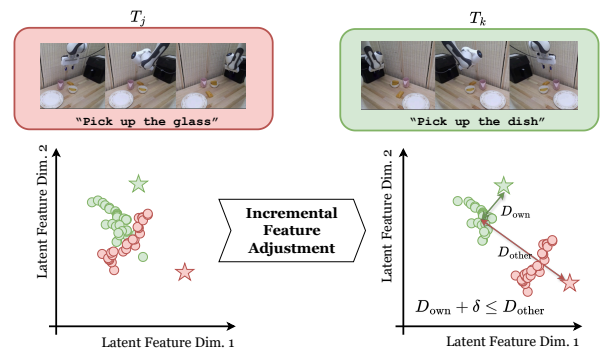 T_j
T_k
“Pick up the glass”
“Pick up the dish”
Latent Feature Dim. 2
Latent Feature Dim. 1
Incremental
Feature
Adjustment
Latent Feature Dim. 2
D_own
D_other
D_own + δ ≤ D_other
Latent Feature Dim. 1